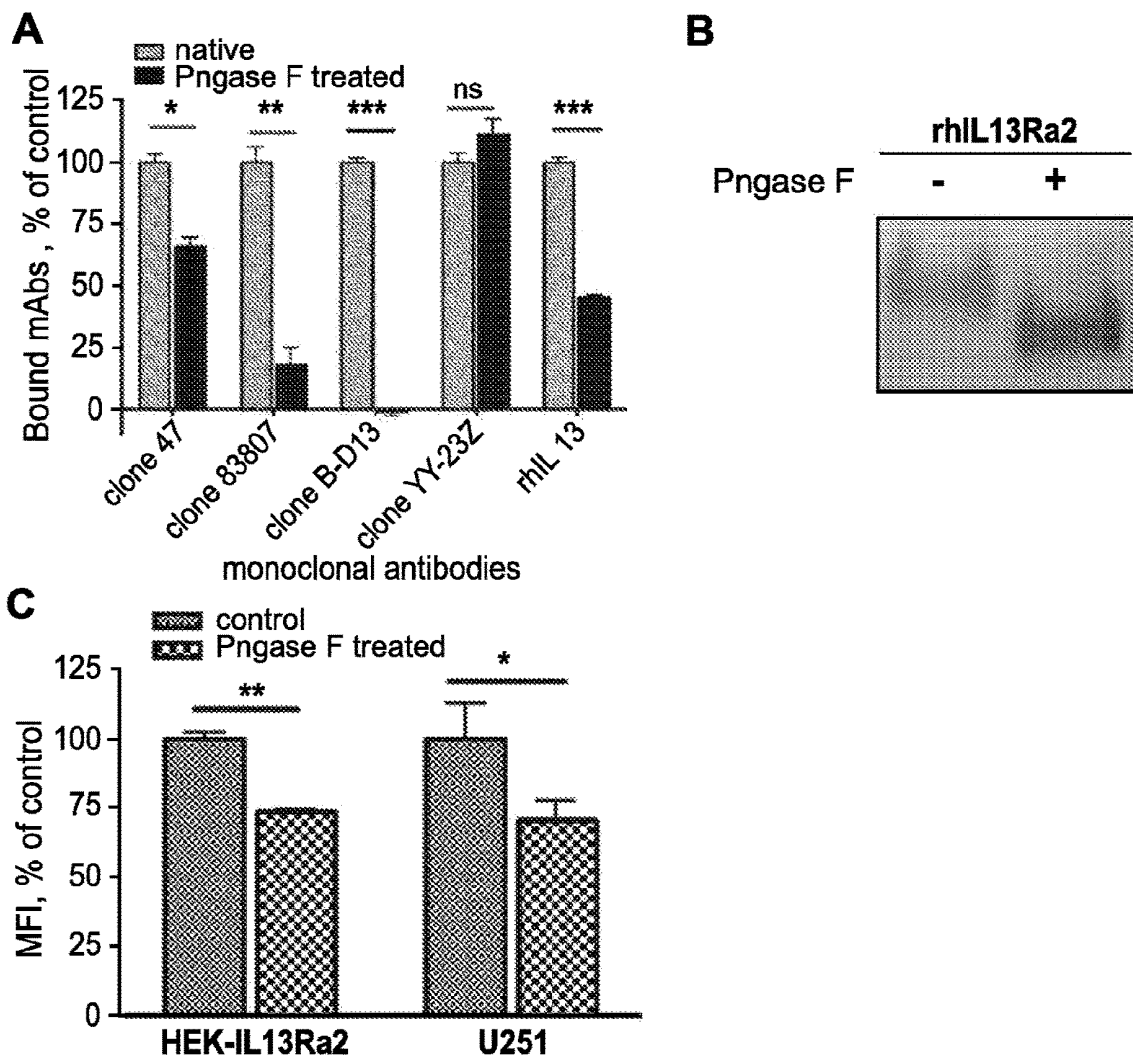 A
native
Pngase F treated
Bound mAbs , % of control
125
100
75
50
25
0
*
**
***
ns
***
clone 47
clone 83807
clone B-D13
clone YY-23Z
rhIL 13
monoclonal antibodies
B
rhIL13Ra2
Pngase F - +
C
control
Pngase F treated
MFI, % of control
125
100
75
50
25
0
**
*
HEK-IL13Ra2
U251